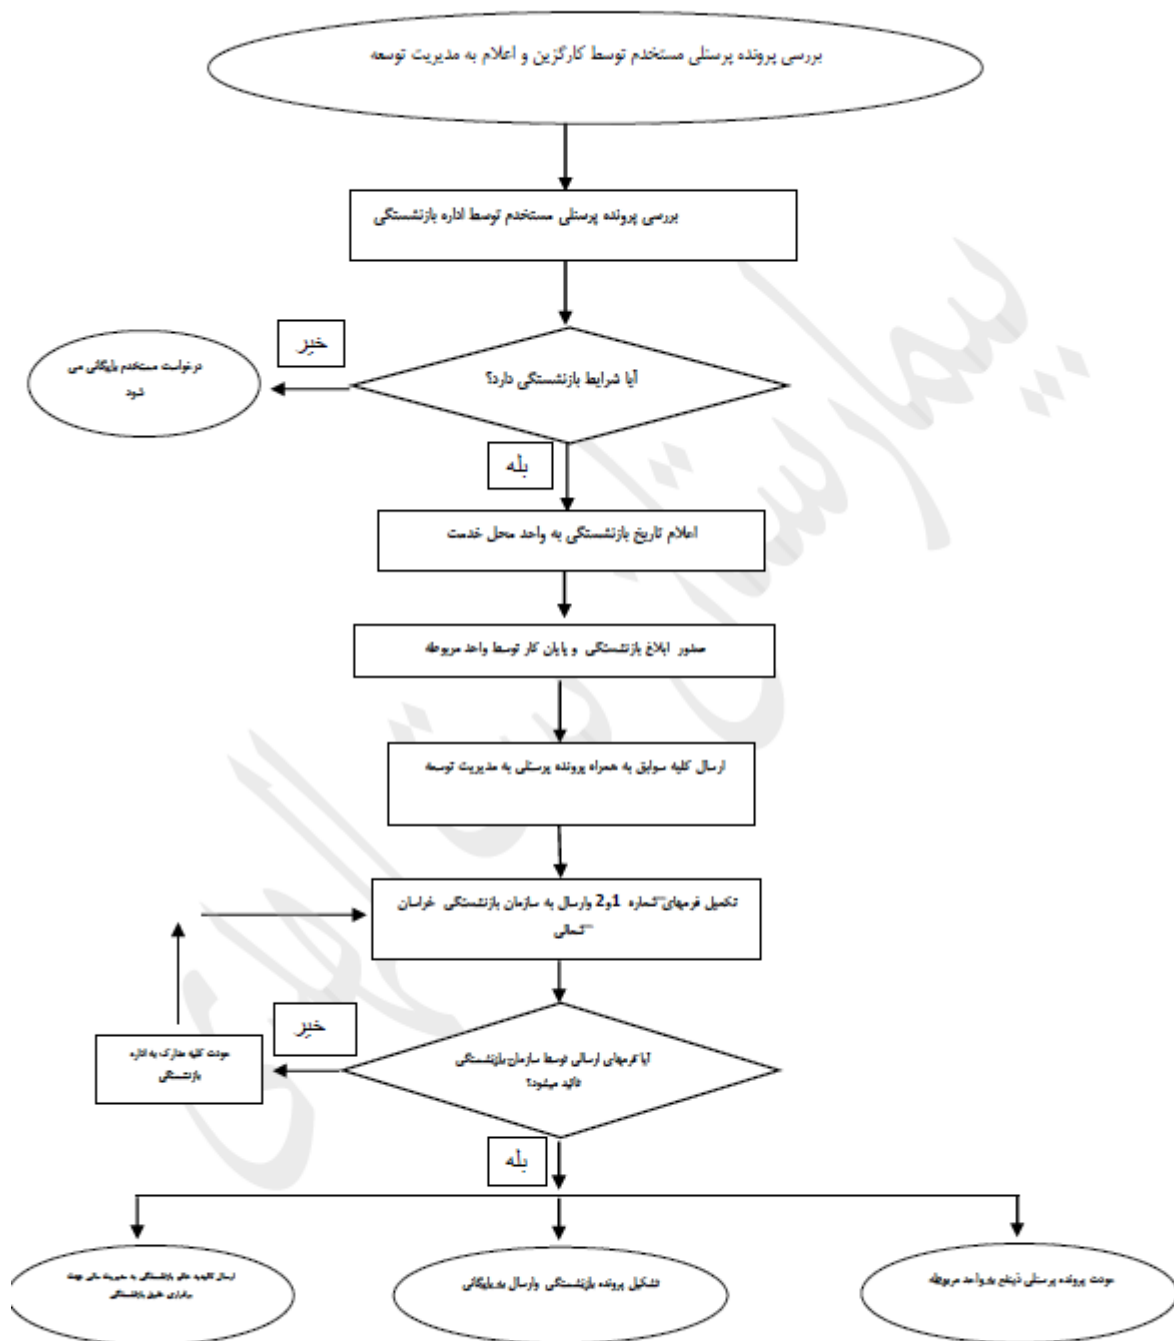 بررسی پرونده پرسنلی مستخدم توسط کارگزین و اعلام به مدیریت توسعه
بررسی پرونده پرسنلی مستخدم توسط اداره بازنشستگی
آیا شرایط بازنشستگی دارد؟
خیر
درخواست مستخدم بایگانی می
شود
بله
اعلام تاریخ بازنشستگی به واحد محل خدمت
صدور ابلاغ بازنشستگی و پایان کار توسط واحد مربوطه
ارسال کلیه سوابق به همراه پرونده پرسنلی به مدیریت توسعه
تکمیل فرمهای شماره 1و2 وارسال به سازمان بازنشستگی خراسان
شمالی
آیا فرمهای ارسالی توسط سازمان بازنشستگی
تائید میشود؟
خیر
عودت کلیه مدارک به اداره
بازنشستگی
بله
عودت پرونده پرسنلی ذینفع به واحد مربوطه
تشکیل پرونده بازنشستگی وارسال به بایگانی
ارسال تائیدیه های بازنشستگی به مدیریت مالی جهت
برقراری حقوق بازنشستگی